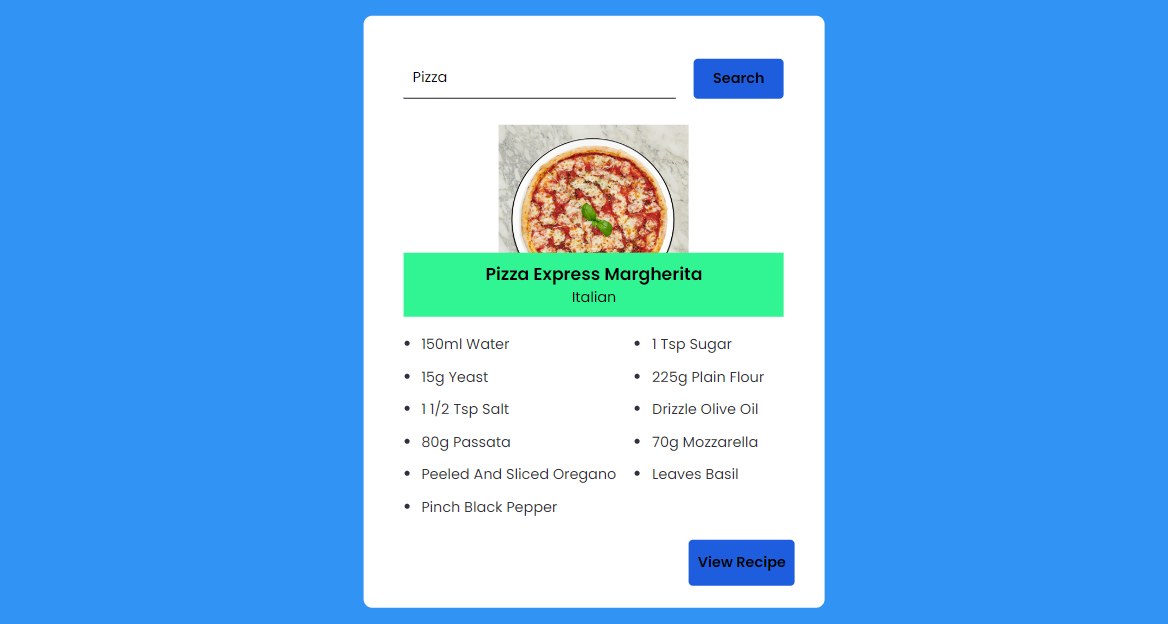 Pizza
Search
Pizza Express Margherita
Italian
150ml Water
1 Tsp Sugar
15g Yeast
225g Plain Flour
1 1/2 Tsp Salt
Drizzle Olive Oil
80g Passata
70g Mozzarella
Peeled And Sliced Oregano
Leaves Basil
Pinch Black Pepper
View Recipe